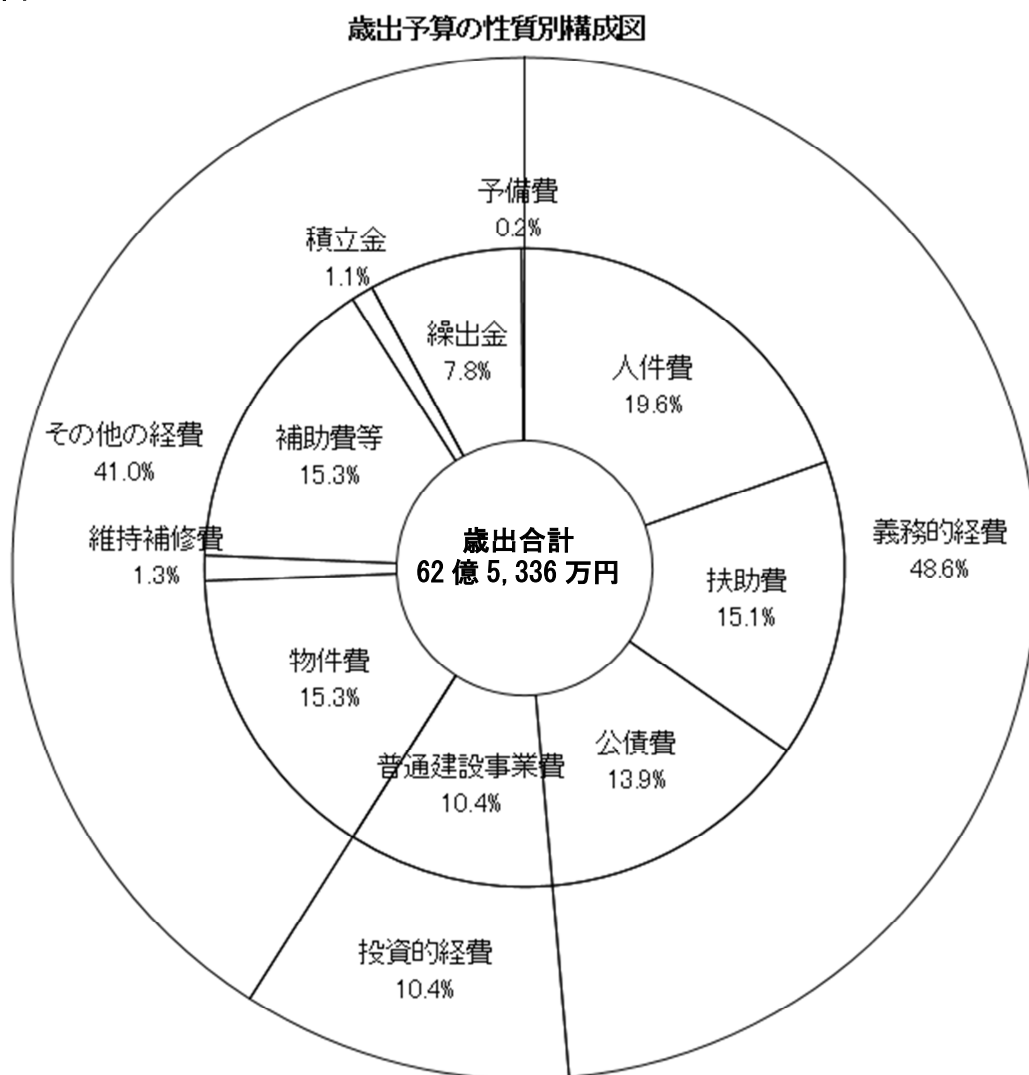 歳出予算の性質別構成図
予備費
0.2%
積立金
1.1%
繰出金
7.8%
人件費
19.6%
その他の経費
41.0%
補助費等
15.3%
義務的経費
48.6%
維持補修費
1.3%
歳出合計
62億5,336万円
扶助費
15.1%
物件費
15.3%
公債費
13.9%
普通建設事業費
10.4%
投資的経費
10.4%